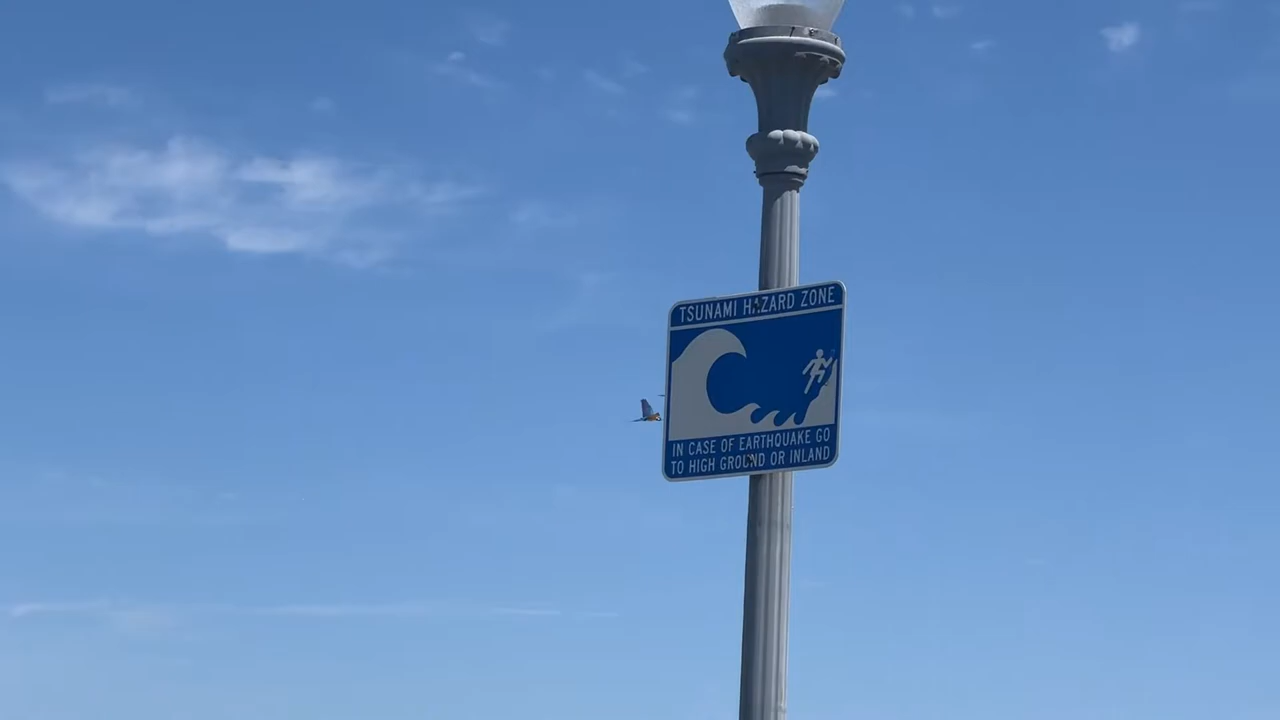 TSUNAMI HAZARD ZONE
IN CASE OF EARTHQUAKE GO
TO HIGH GROUND OR INLAND